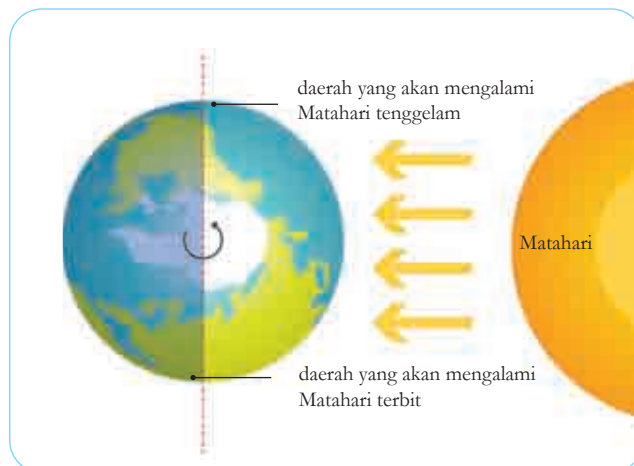 daerah yang akan mengalami
Matahari tenggelam
Matahari
daerah yang akan mengalami
Matahari terbit